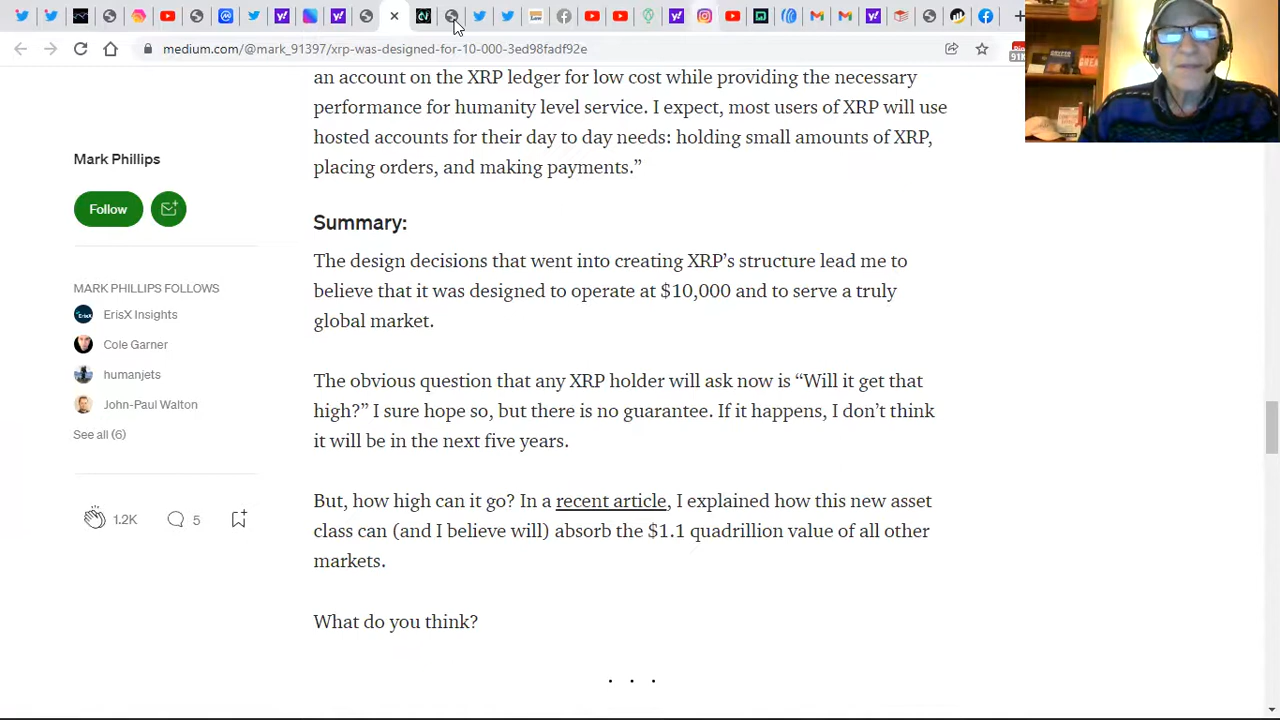 medium.com/@mark_91397/xrp-was-designed-for-10-000-3ed98fadf92e
an account on the XRP ledger for low cost while providing the necessary
performance for humanity level service. I expect, most users of XRP will use
hosted accounts for their day to day needs: holding small amounts of XRP,
placing orders, and making payments.”
Mark Phillips
Follow
MARK PHILLIPS FOLLOWS
ErisX Insights
Cole Garner
humanjets
John-Paul Walton
See all (6)
1.2K
5
Summary:
The design decisions that went into creating XRP’s structure lead me to
believe that it was designed to operate at $10,000 and to serve a truly
global market.
The obvious question that any XRP holder will ask now is “Will it get that
high?” I sure hope so, but there is no guarantee. If it happens, I don’t think
it will be in the next five years.
But, how high can it go? In a recent article, I explained how this new asset
class can (and I believe will) absorb the $1.1 quadrillion value of all other
markets.
What do you think?